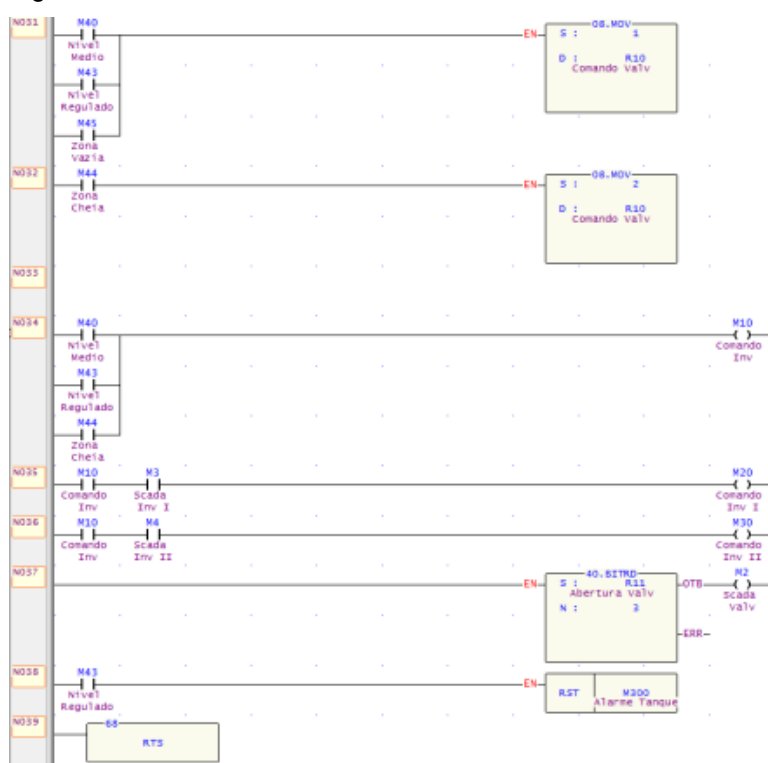 N031
M40
Nivel
Medio
M43
Nivel
Regulado
M45
Zona
Vazia
EN
08.MOV
S : 1
D : R10
Comando Valv
N032
M44
Zona
Cheia
EN
08.MOV
S : 2
D : R10
Comando Valv
N033
N034
M40
Nivel
Medio
M43
Nivel
Regulado
M44
Zona
Cheia
M10
Comando
Inv
N035
M10
Comando
Inv
M3
Scada
Inv I
M20
Comando
Inv I
N036
M10
Comando
Inv
M4
Scada
Inv II
M30
Comando
Inv II
N037
EN
40.BITRD
S : R11
Abertura Valv
N : 3
OTB
ERR
M2
Scada
Valv
N038
M43
Nivel
Regulado
EN
RST M300
Alarme Tanque
N039
68
RTS